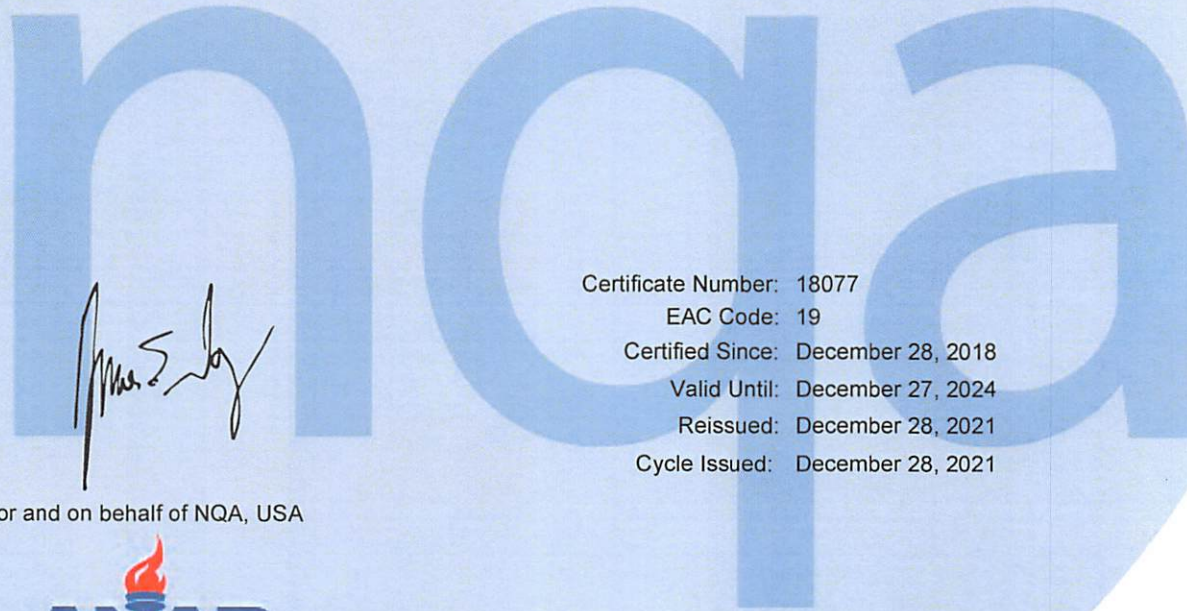 nqa
Certificate Number: 18077
EAC Code: 19
Certified Since: December 28, 2018
Valid Until: December 27, 2024
Reissued: December 28, 2021
Cycle Issued: December 28, 2021
or and on behalf of NQA, USA